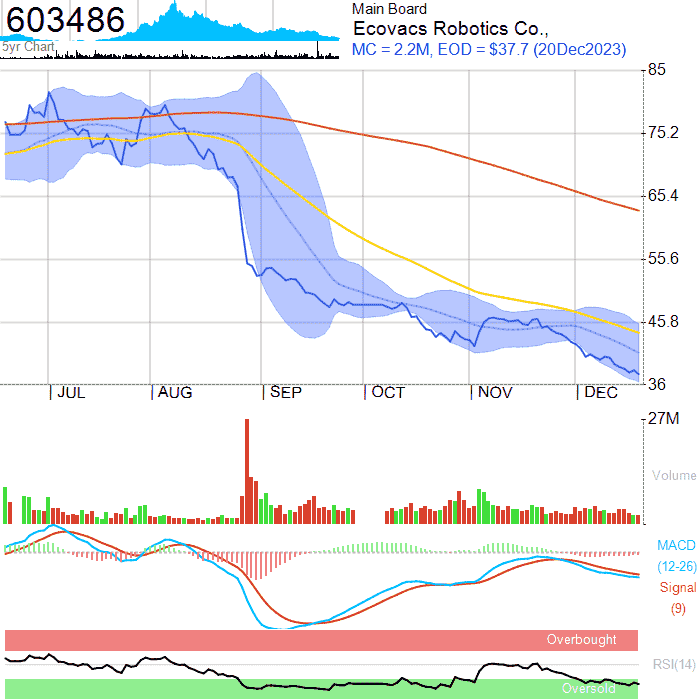 603486
5yr Chart
Main Board
Ecovacs Robotics Co.,
MC = 2.2M, EOD = $37.7 (20Dec2023)
85
75.2
65.4
55.6
45.8
36
JUL AUG SEP OCT NOV DEC
27M
Volume
MACD
(12-26)
Signal
(9)
Overbought
RSI(14)
Oversold